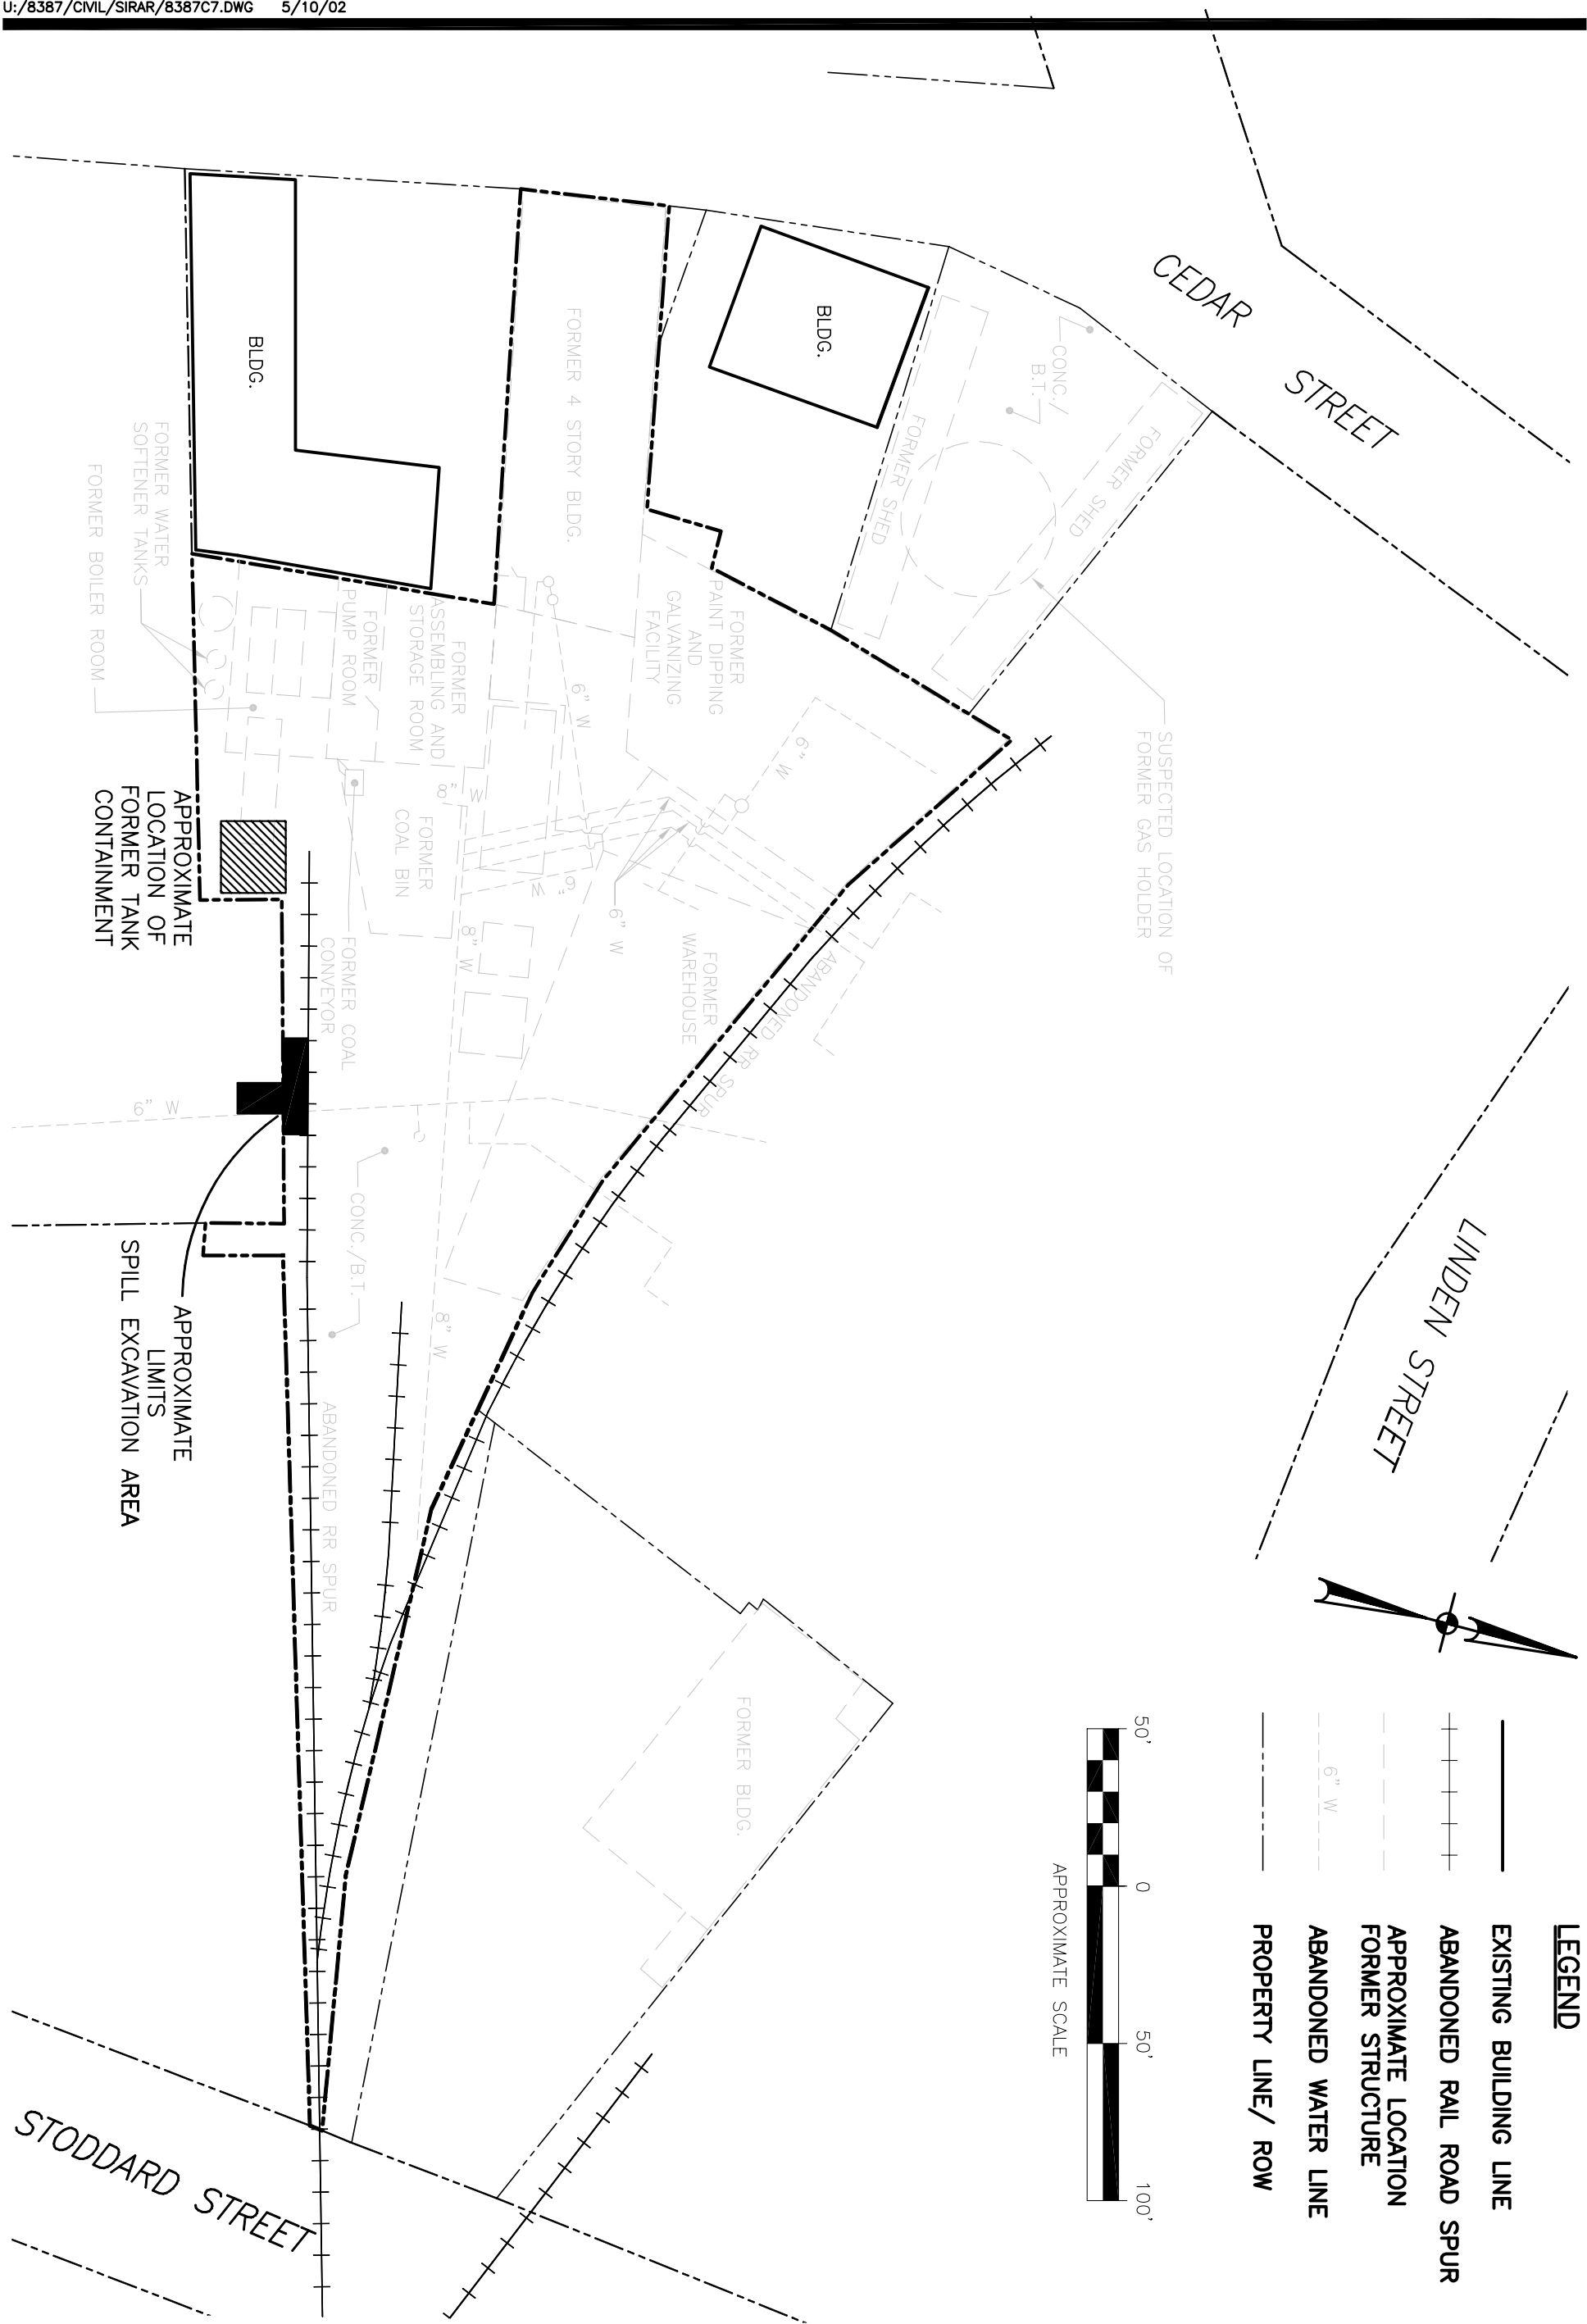 U:/8387/CIVIL/SIRAR/8387C7.DWG 5/10/02
CEDAR
STREET
LINDEN STREET
STODDARD STREET
BLDG.
BLDG.
FORMER 4 STORY BLDG.
CONC./
B.T.
FORMER SHED
FORMER SHED
SUSPECTED LOCATION OF
FORMER GAS HOLDER
FORMER WATER
SOFTENER TANKS
FORMER BOILER ROOM
FORMER
PUMP ROOM
FORMER
ASSEMBLING AND
STORAGE ROOM
FORMER
PAINT DIPPING
AND
GALVANIZING
FACILITY
6" W
6" W
8" W
6" W
6" W
8" W
FORMER
COAL BIN
FORMER COAL
CONVEYOR
FORMER
WAREHOUSE
ABANDONED RR SPUR
APPROXIMATE
LOCATION OF
FORMER TANK
CONTAINMENT
6" W
CONC./B.T.
8" W
APPROXIMATE
LIMITS
SPILL EXCAVATION AREA
ABANDONED RR SPUR
FORMER BLDG.
50' 0 50' 100'
APPROXIMATE SCALE
LEGEND
EXISTING BUILDING LINE
ABANDONED RAIL ROAD SPUR
APPROXIMATE LOCATION
FORMER STRUCTURE
6" W
ABANDONED WATER LINE
PROPERTY LINE/ ROW